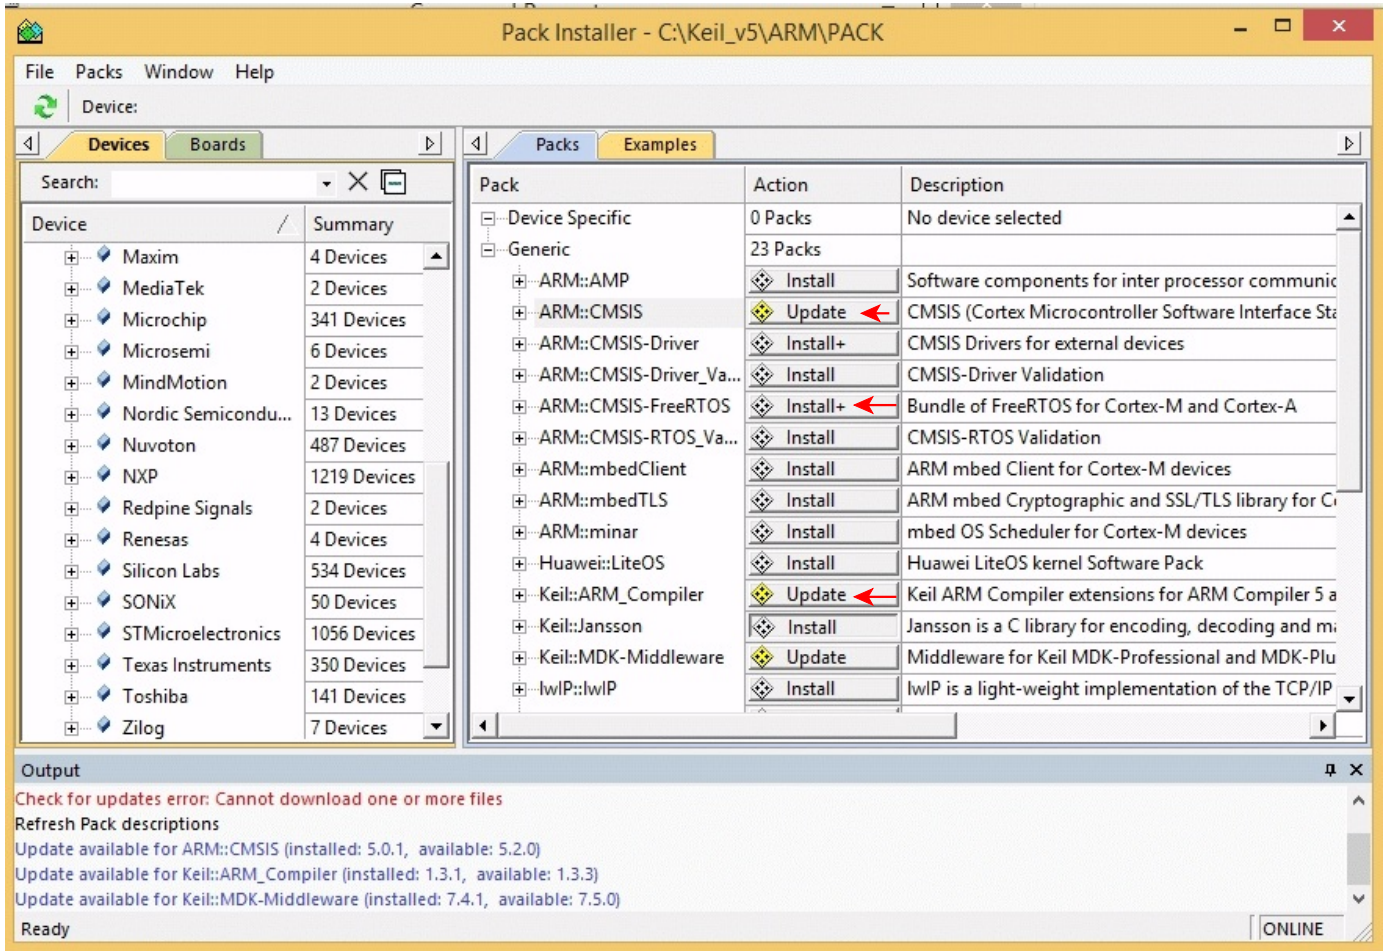 Pack Installer - C:\Keil_v5\ARM\PACK
File Packs Window Help
Device:
Devices Boards
Search:
Device Summary
Maxim 4 Devices
MediaTek 2 Devices
Microchip 341 Devices
Microsemi 6 Devices
MindMotion 2 Devices
Nordic Semicondu... 13 Devices
Nuvoton 487 Devices
NXP 1219 Devices
Redpine Signals 2 Devices
Renesas 4 Devices
Silicon Labs 534 Devices
SONiX 50 Devices
STMicroelectronics 1056 Devices
Texas Instruments 350 Devices
Toshiba 141 Devices
Zilog 7 Devices
Packs Examples
Pack Action Description
Device Specific 0 Packs No device selected
Generic 23 Packs
ARM::AMP Install Software components for inter processor communic
ARM::CMSIS Update CMSIS (Cortex Microcontroller Software Interface Sta
ARM::CMSIS-Driver Install+ CMSIS Drivers for external devices
ARM::CMSIS-Driver_Va... Install CMSIS-Driver Validation
ARM::CMSIS-FreeRTOS Install+ Bundle of FreeRTOS for Cortex-M and Cortex-A
ARM::CMSIS-RTOS_Va... Install CMSIS-RTOS Validation
ARM::mbedClient Install ARM mbed Client for Cortex-M devices
ARM::mbedTLS Install ARM mbed Cryptographic and SSL/TLS library for C
ARM::minar Install mbed OS Scheduler for Cortex-M devices
Huawei::LiteOS Install Huawei LiteOS kernel Software Pack
Keil::ARM_Compiler Update Keil ARM Compiler extensions for ARM Compiler 5 a
Keil::Jansson Install Jansson is a C library for encoding, decoding and ma
Keil::MDK-Middleware Update Middleware for Keil MDK-Professional and MDK-Plu
lwIP::lwIP Install lwIP is a light-weight implementation of the TCP/IP
Output
Check for updates error: Cannot download one or more files
Refresh Pack descriptions
Update available for ARM::CMSIS (installed: 5.0.1, available: 5.2.0)
Update available for Keil::ARM_Compiler (installed: 1.3.1, available: 1.3.3)
Update available for Keil::MDK-Middleware (installed: 7.4.1, available: 7.5.0)
Ready ONLINE